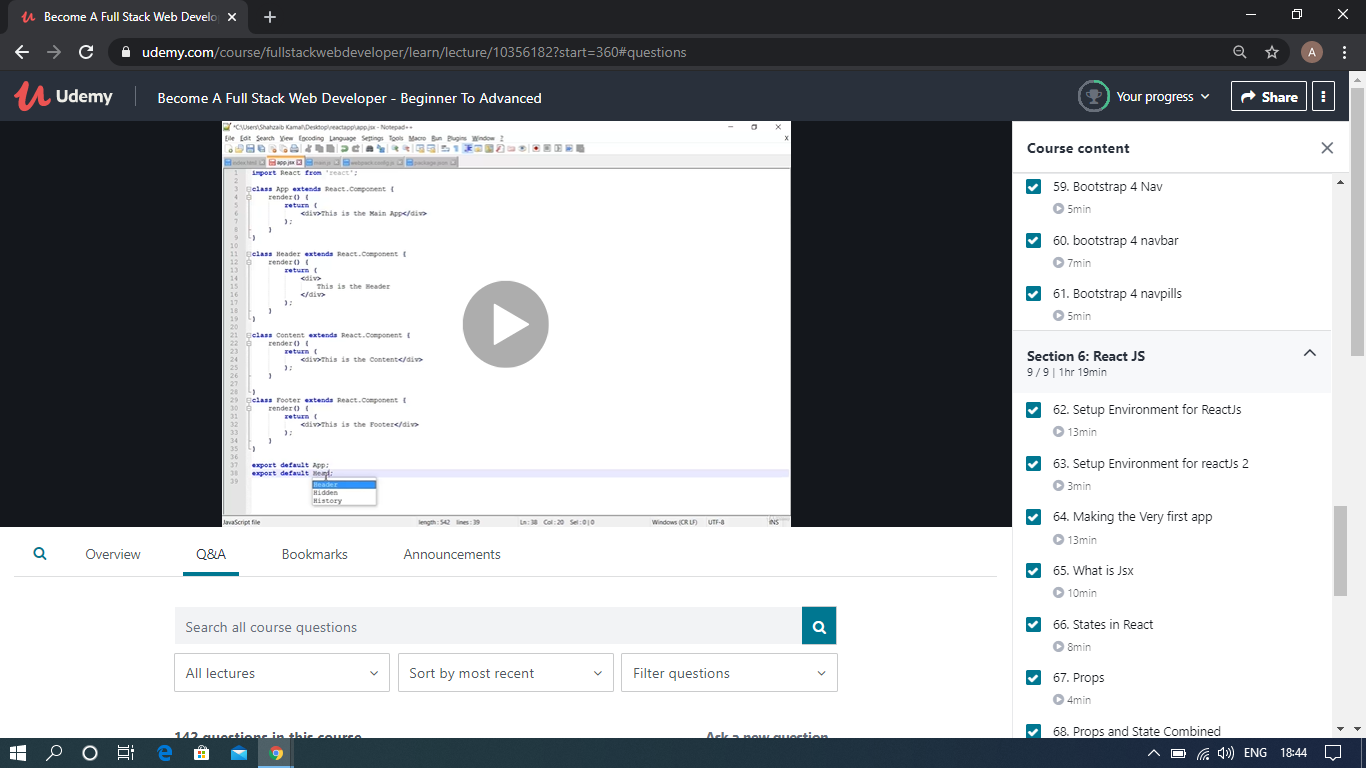 Become A Full Stack Web Develo
udemy.com/course/fullstackwebdeveloper/learn/lecture/10356182?start=360#questions
A
Udemy
Become A Full Stack Web Developer - Beginner To Advanced
Your progress
Share
*C:\Users\Shahzaib Kamal\Desktop\reactapp\app.jsx - Notepad++
File Edit Search View Encoding Language Settings Tools Macro Run Plugins Window ?
X
index.html app.jsx main.js webpack.config.js package.json
1 import React from 'react';
2
3 class App extends React.Component {
4 render() {
5 return (
6 <div>This is the Main App</div>
7 );
8 }
9 }
10
11 class Header extends React.Component {
12 render() {
13 return (
14 <div>
15 This is the Header
16 </div>
17 );
18 }
19 }
20
21 class Content extends React.Component {
22 render() {
23 return (
24 <div>This is the Content</div>
25 );
26 }
27
28 }
29 class Footer extends React.Component {
30 render() {
31 return (
32 <div>This is the Footer</div>
33 );
34 }
35 }
36
37 export default App;
38 export default Head;
39
Header
Hidden
History
JavaScript file length : 542 lines : 39 Ln : 38 Col : 20 Sel : 0 | 0 Windows (CR LF) UTF-8 INS
Overview Q&A Bookmarks Announcements
Search all course questions
All lectures Sort by most recent Filter questions
142 questions in this course Ask a new question
Course content
59. Bootstrap 4 Nav
5min
60. bootstrap 4 navbar
7min
61. Bootstrap 4 navpills
5min
Section 6: React JS
9 / 9 | 1hr 19min
62. Setup Environment for ReactJs
13min
63. Setup Environment for reactJs 2
3min
64. Making the Very first app
13min
65. What is Jsx
10min
66. States in React
8min
67. Props
4min
68. Props and State Combined
ENG 18:44